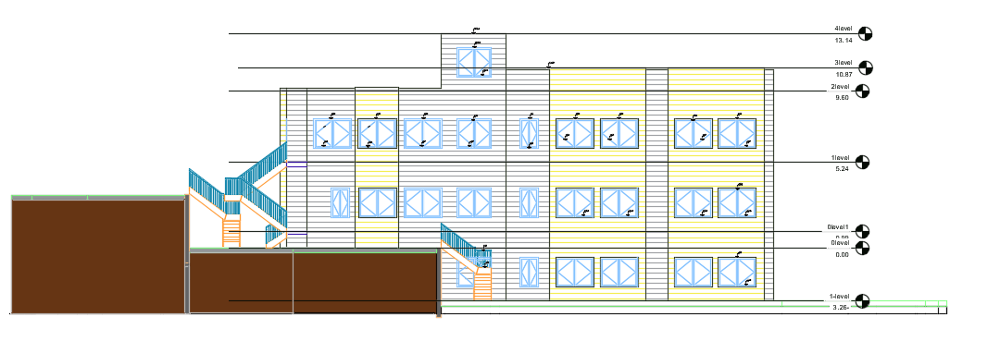 4level
13.14
3level
10.87
2level
9.60
1level
5.24
0level1
0level
0.00
1-level
3.26-